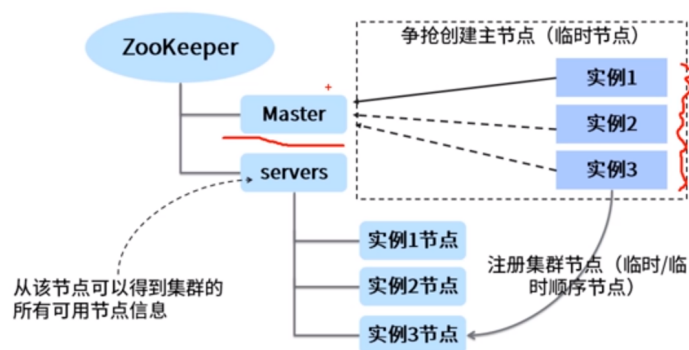 ZooKeeper
争抢创建主节点（临时节点）
实例1
Master
实例2
实例3
servers
实例1节点
注册集群节点（临时/临
时顺序节点）
从该节点可以得到集群的
所有可用节点信息
实例2节点
实例3节点